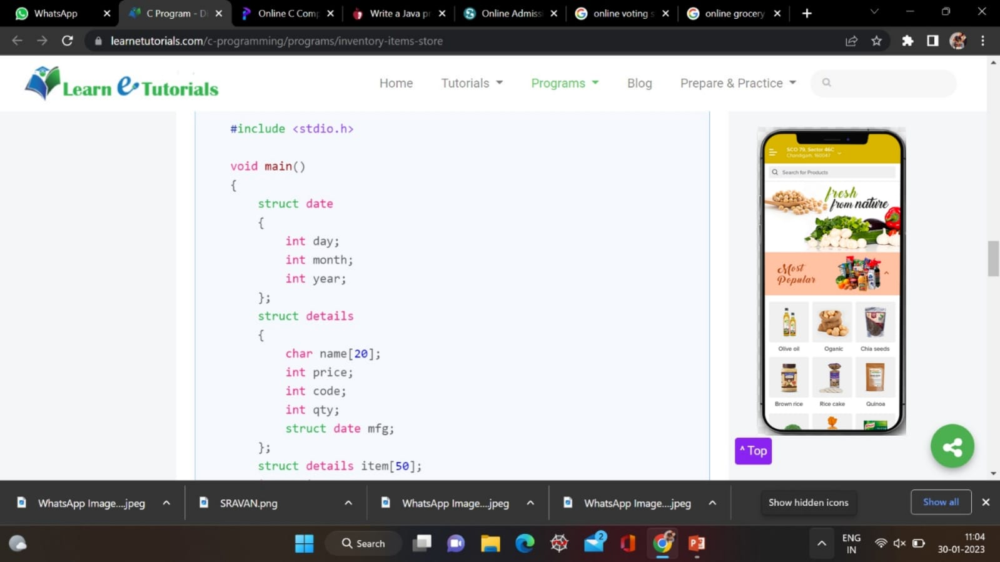 WhatsApp
C Program - Di
Online C Comp
Write a Java pr
Online Admiss
online voting s
online grocery
learnetutorials.com/c-programming/programs/inventory-items-store
Learn e Tutorials
Home
Tutorials
Programs
Blog
Prepare & Practice
#include <stdio.h>
void main()
{
struct date
{
int day;
int month;
int year;
};
struct details
{
char name[20];
int price;
int code;
int qty;
struct date mfg;
};
struct details item[50];
SCO 79, Sector 46C
Chandigarh, 160047
Search for Products
fresh
from nature
Most
Popular
Olive oil
Oganic
Chia seeds
Brown rice
Rice cake
Quinoa
^ Top
WhatsApp Image....jpeg
SRAVAN.png
WhatsApp Image....jpeg
WhatsApp Image....jpeg
Show hidden icons
Show all
Search
2
ENG
IN
11:04
30-01-2023